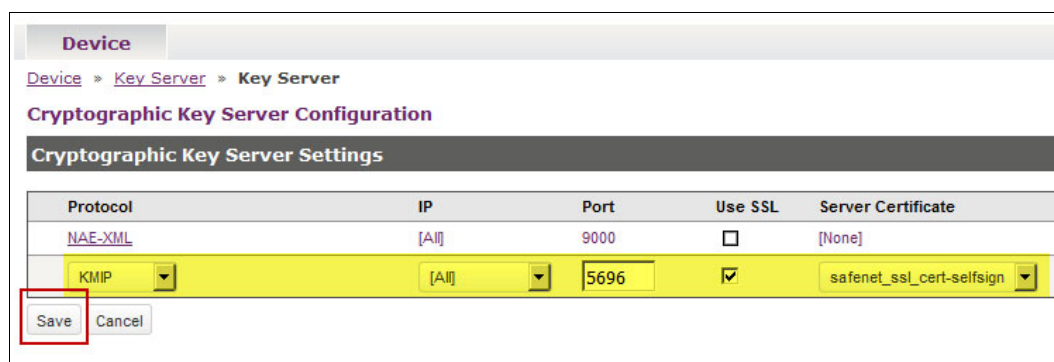 Device
Device » Key Server » Key Server
Cryptographic Key Server Configuration
Cryptographic Key Server Settings
Protocol IP Port Use SSL Server Certificate
NAE-XML [All] 9000 [None]
KMIP [All] 5696 safenet_ssl_cert-selfsign
Save Cancel